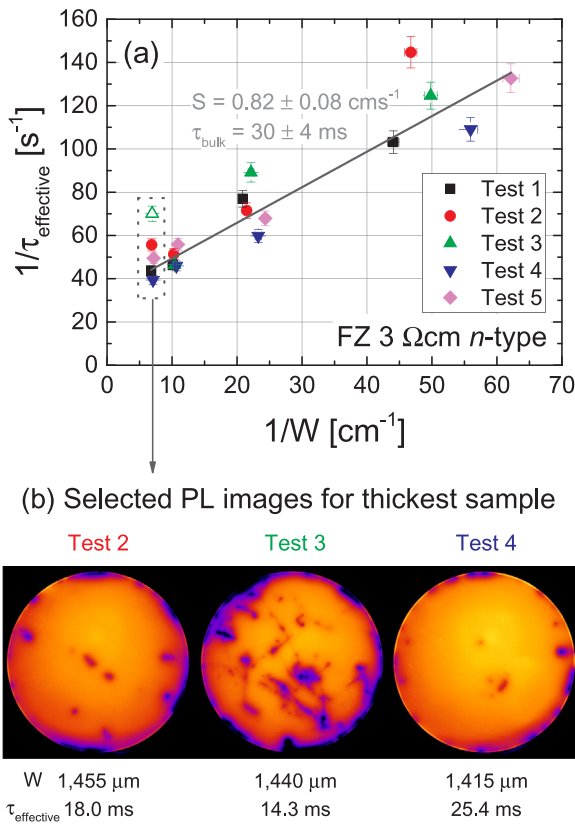 (a)
S = 0.82 ± 0.08 cms⁻¹
τbulk = 30 ± 4 ms
1/τeffective [s⁻¹]
160
140
120
100
80
60
40
20
0
Test 1
Test 2
Test 3
Test 4
Test 5
FZ 3 Ωcm n-type
0 10 20 30 40 50 60 70
1/W [cm⁻¹]
(b) Selected PL images for thickest sample
Test 2 Test 3 Test 4
W 1,455 μm 1,440 μm 1,415 μm
τeffective 18.0 ms 14.3 ms 25.4 ms